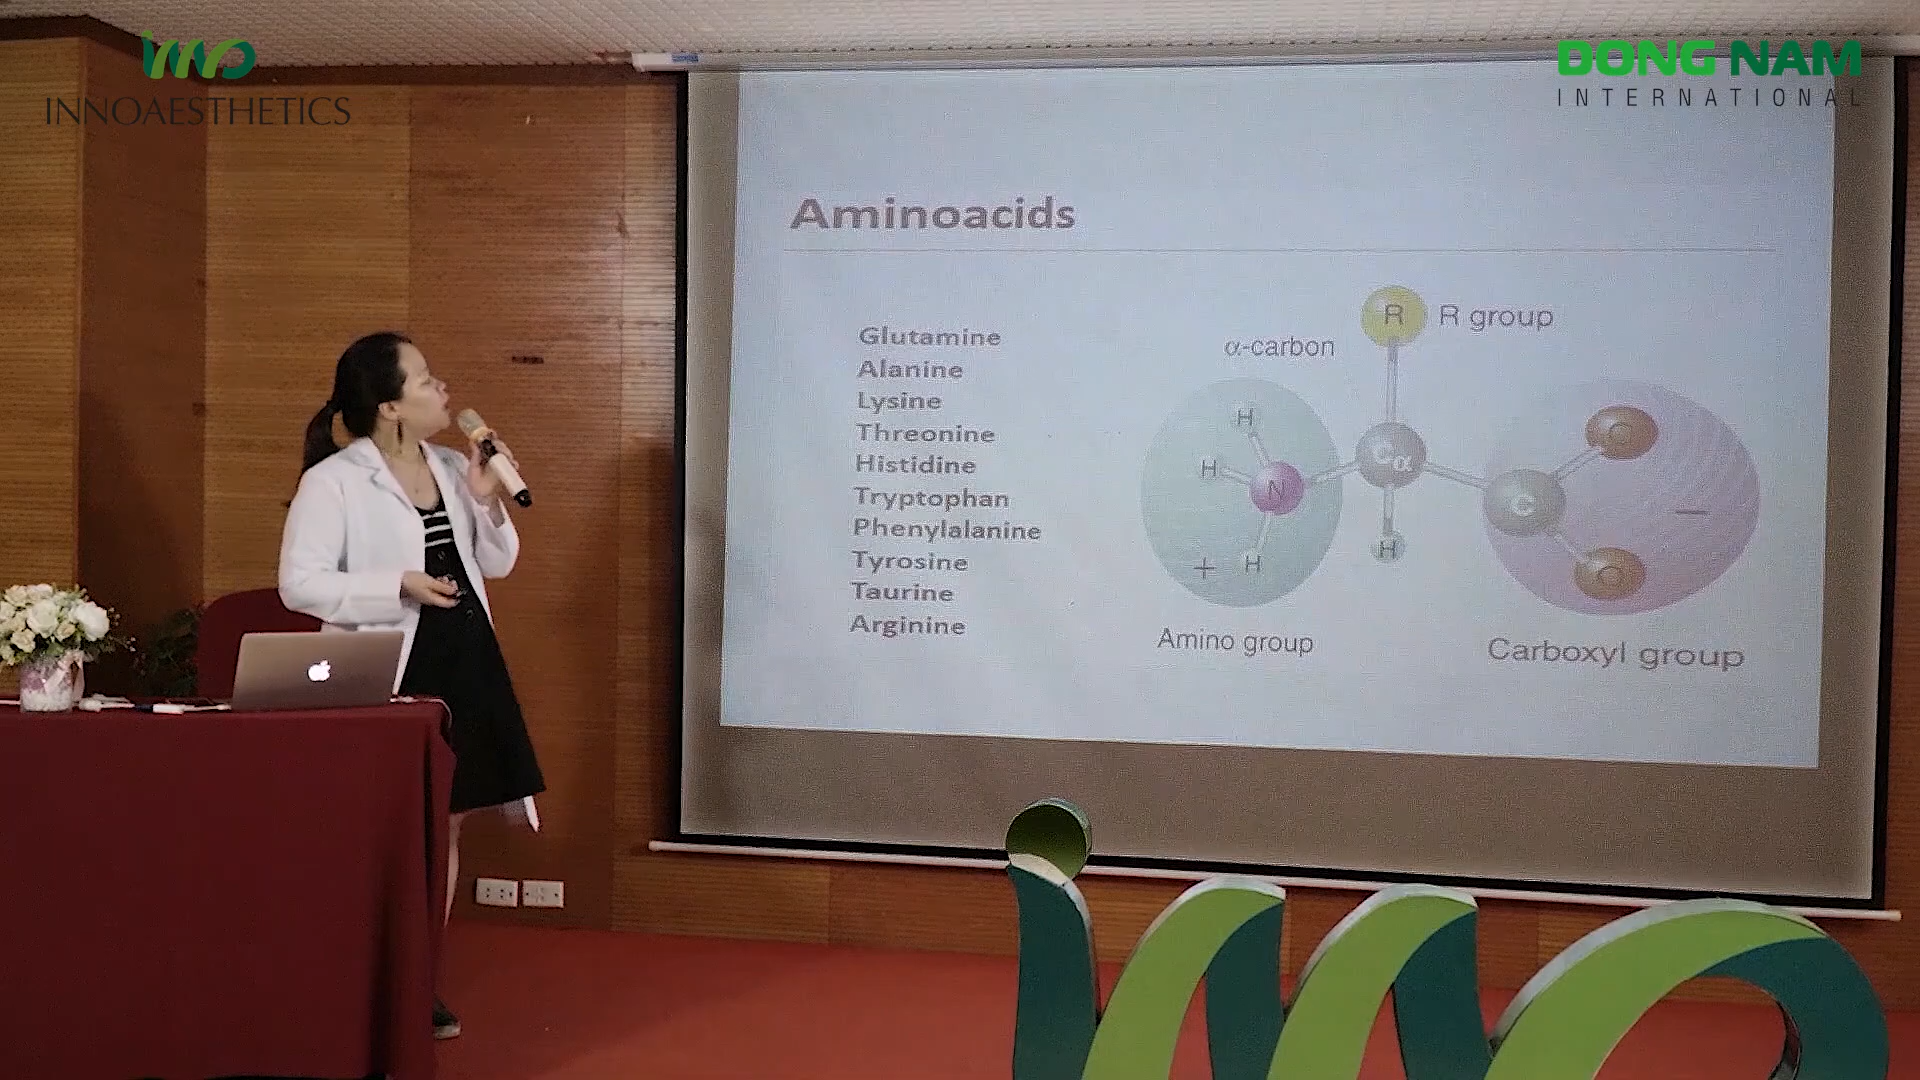 INNOAESTHETICS
DONG NAM
INTERNATIONAL
Aminoacids
Glutamine
Alanine
Lysine
Threonine
Histidine
Tryptophan
Phenylalanine
Tyrosine
Taurine
Arginine
R
R group
α-carbon
H
H
N
Cα
C
O
O
H
+
H
−
Amino group
Carboxyl group